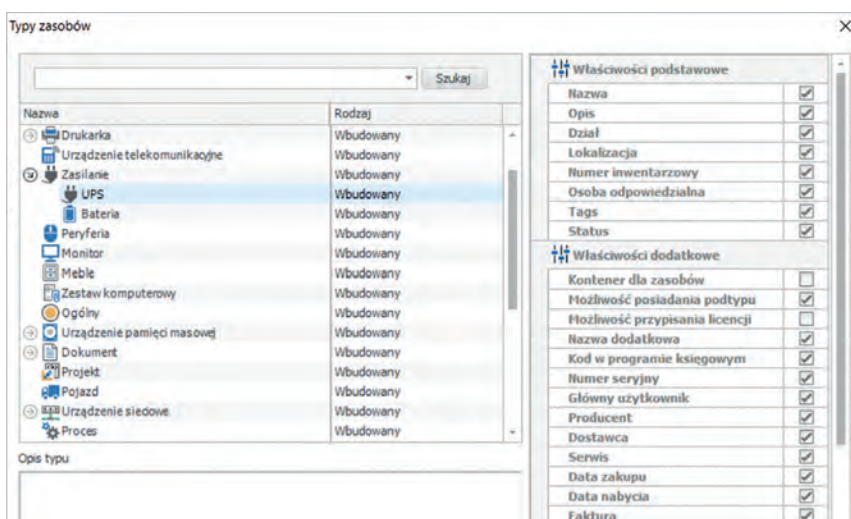 Typy zasobów
Szukaj
Nazwa Rodzaj
Drukarka Wbudowany
Urządzenie telekomunikacyjne Wbudowany
Zasilanie Wbudowany
UPS Wbudowany
Bateria Wbudowany
Peryferia Wbudowany
Monitor Wbudowany
Meble Wbudowany
Zestaw komputerowy Wbudowany
Ogólny Wbudowany
Urządzenie pamięci masowej Wbudowany
Dokument Wbudowany
Projekt Wbudowany
Pojazd Wbudowany
Urządzenie sieciowe Wbudowany
Proces Wbudowany
Opis typu
Właściwości podstawowe
Nazwa
Opis
Dział
Lokalizacja
Numer inwentarzowy
Osoba odpowiedzialna
Tags
Status
Właściwości dodatkowe
Kontener dla zasobów
Możliwość posiadania podtypu
Możliwość przypisania licencji
Nazwa dodatkowa
Kod w programie księgowym
Numer seryjny
Główny użytkownik
Producent
Dostawca
Serwis
Data zakupu
Data nabycia
Faktura